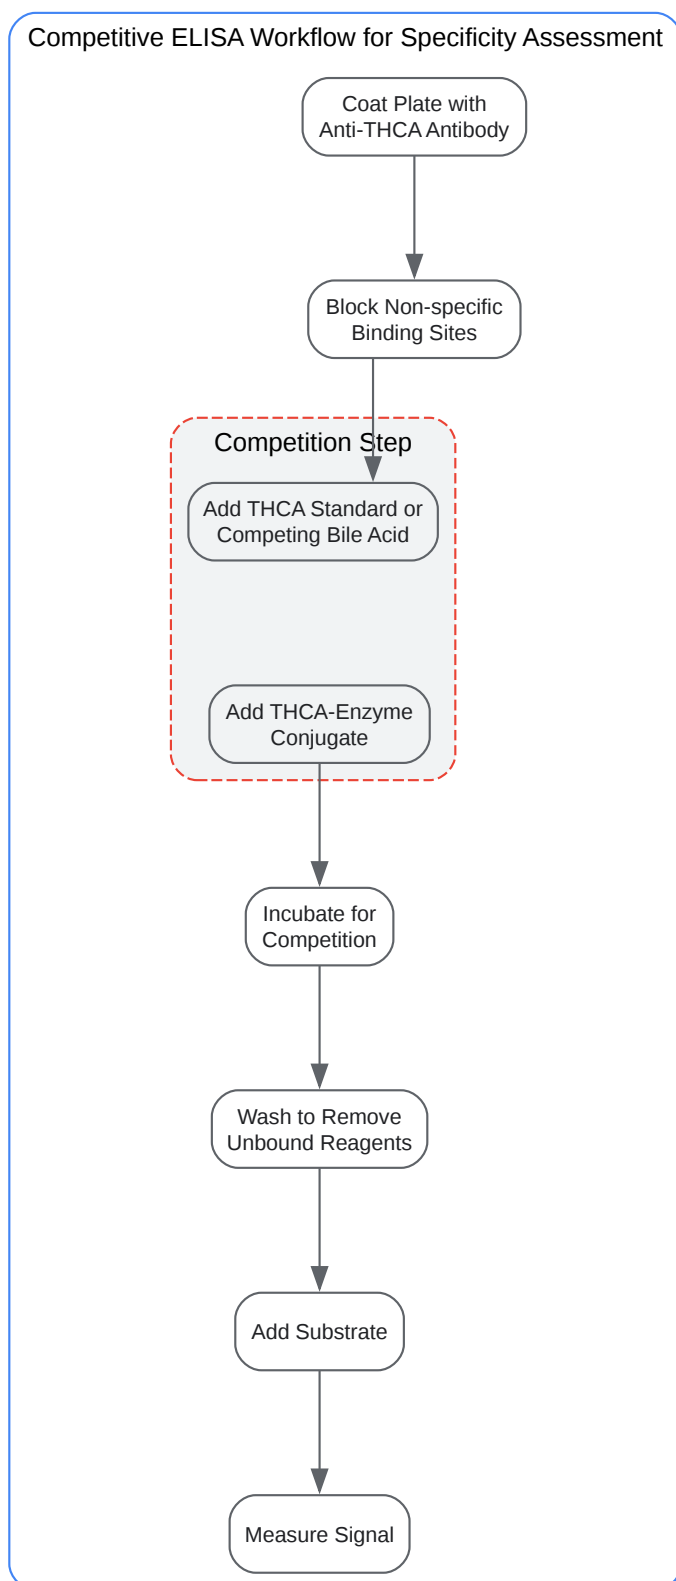 Competitive ELISA Workflow for Specificity Assessment
Coat Plate with
Anti-THCA Antibody
Block Non-specific
Binding Sites
Competition Step
Add THCA Standard or
Competing Bile Acid
Add THCA-Enzyme
Conjugate
Incubate for
Competition
Wash to Remove
Unbound Reagents
Add Substrate
Measure Signal